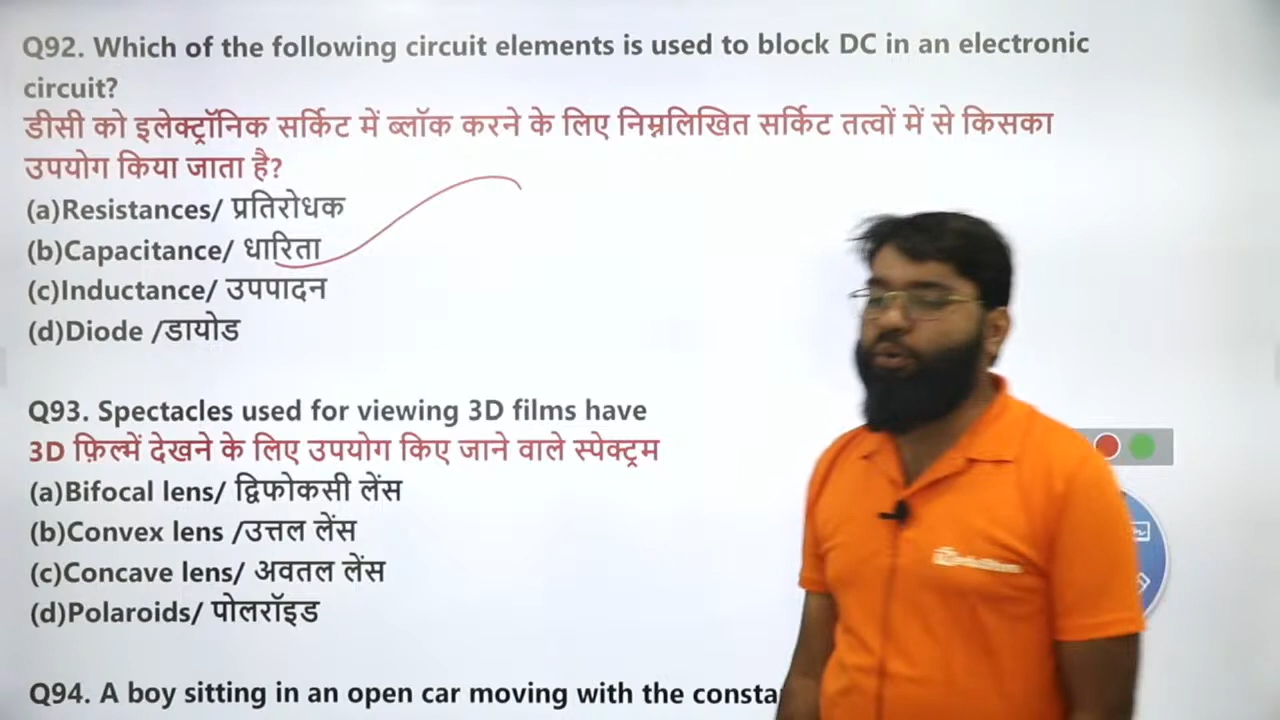 Q92. Which of the following circuit elements is used to block DC in an electronic
circuit?
डीसी को इलेक्ट्रॉनिक सर्किट में ब्लॉक करने के लिए निम्नलिखित सर्किट तत्वों में से किसका
उपयोग किया जाता है?
(a)Resistances/ प्रतिरोधक
(b)Capacitance/ धारिता
(c)Inductance/ उपपादन
(d)Diode /डायोड
Q93. Spectacles used for viewing 3D films have
3D फ़िल्में देखने के लिए उपयोग किए जाने वाले स्पेक्ट्रम
(a)Bifocal lens/ द्विफोकसी लेंस
(b)Convex lens /उत्तल लेंस
(c)Concave lens/ अवतल लेंस
(d)Polaroids/ पोलरॉइड
Q94. A boy sitting in an open car moving with the